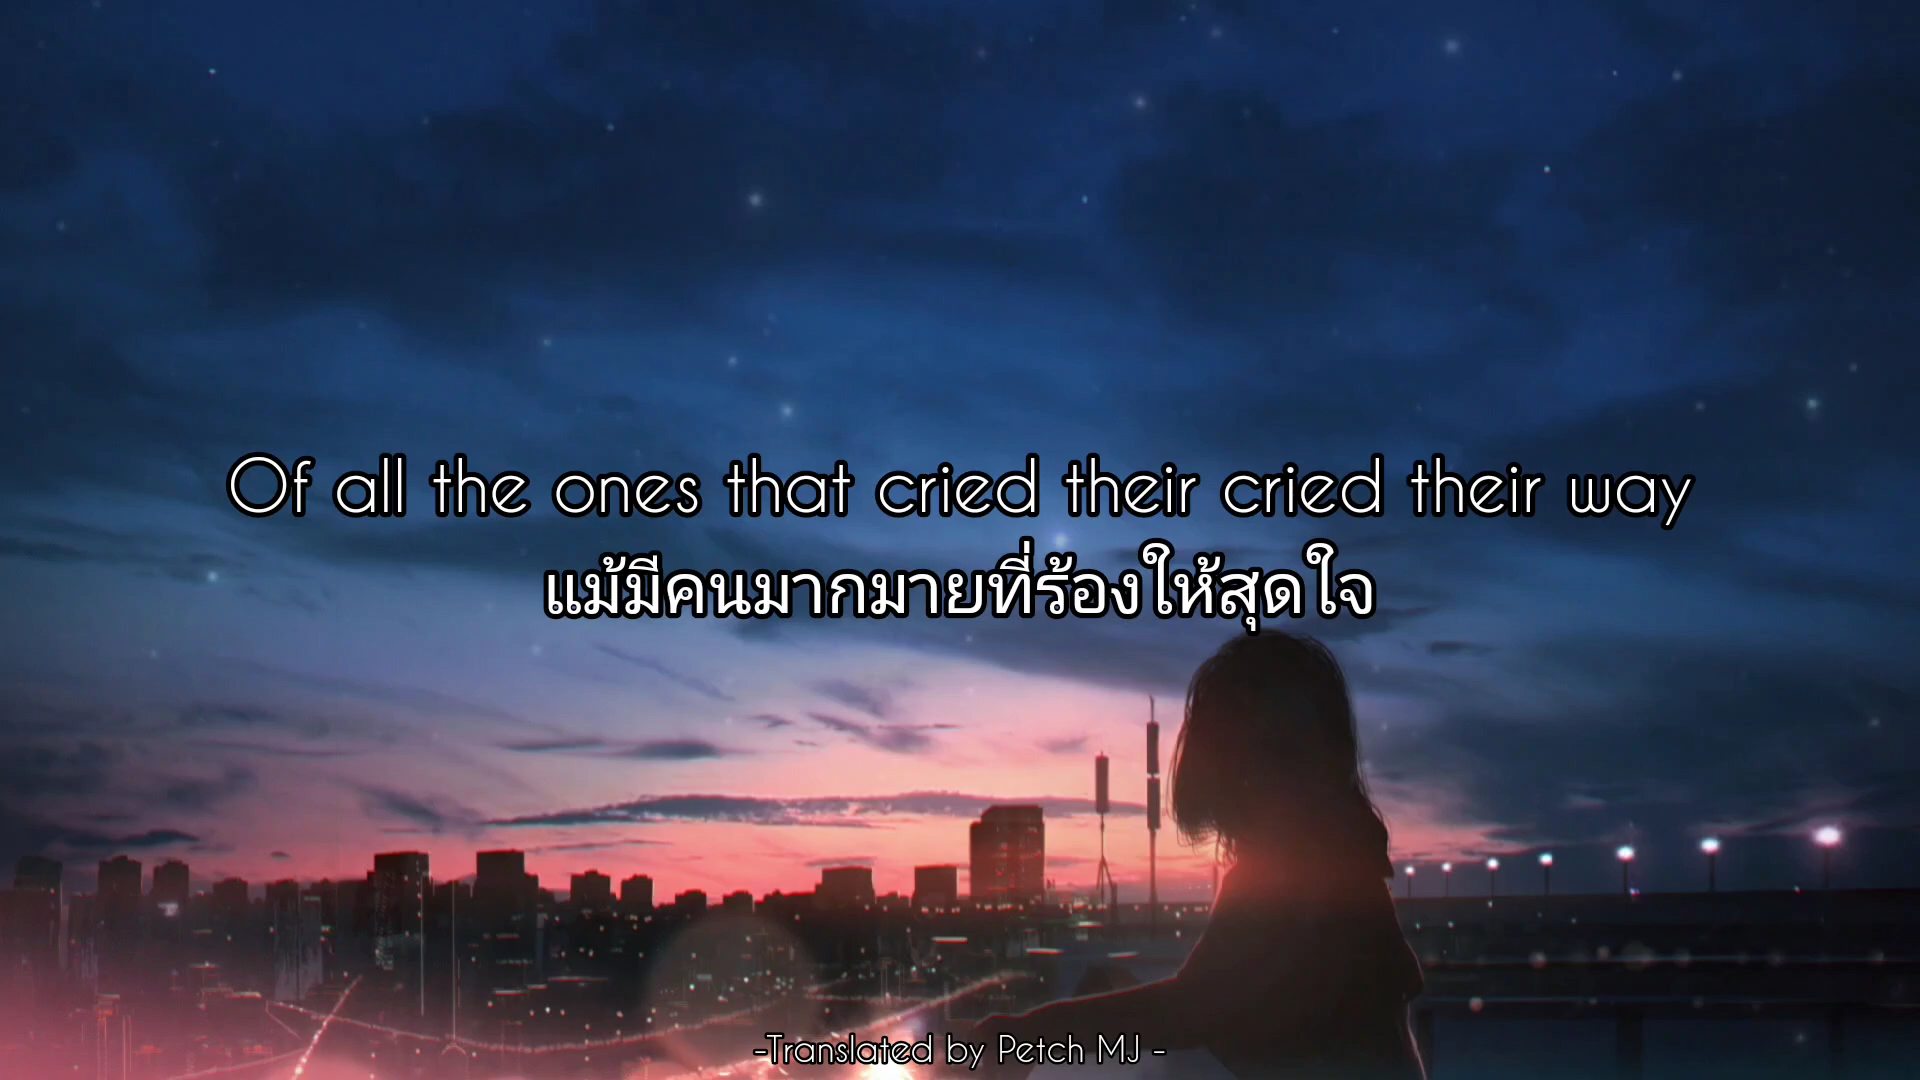 Of all the ones that cried their cried their way
แม้มีคนมากมายที่ร้องให้สุดใจ
-Translated by Petch MJ -